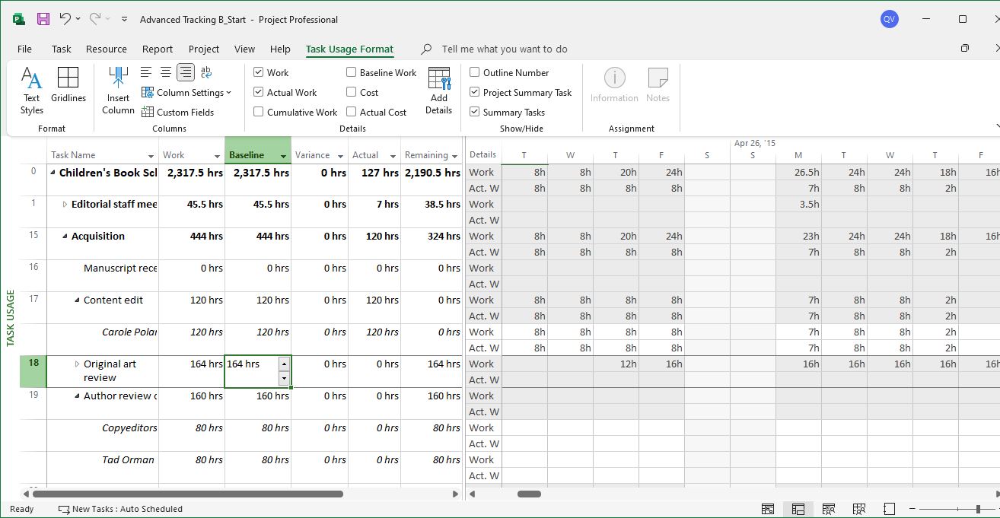 Advanced Tracking B_Start - Project Professional
QV
File Task Resource Report Project View Help Task Usage Format Tell me what you want to do
Text Styles
Gridlines
Format
Insert Column
Column Settings
Custom Fields
Columns
Work
Actual Work
Cumulative Work
Baseline Work
Cost
Actual Cost
Add Details
Details
Outline Number
Project Summary Task
Summary Tasks
Show/Hide
Information
Notes
Assignment
Apr 26, '15
Task Name Work Baseline Variance Actual Remaining Details T W T F S S M T W T F
0 Children's Book Scl 2,317.5 hrs 2,317.5 hrs 0 hrs 127 hrs 2,190.5 hrs Work 8h 8h 20h 24h 26.5h 24h 24h 18h 16h
Act. W 8h 8h 8h 8h 7h 8h 8h 2h
1 Editorial staff mee 45.5 hrs 45.5 hrs 0 hrs 7 hrs 38.5 hrs Work 3.5h
Act. W
15 Acquisition 444 hrs 444 hrs 0 hrs 120 hrs 324 hrs Work 8h 8h 20h 24h 23h 24h 24h 18h 16h
Act. W 8h 8h 8h 8h 7h 8h 8h 2h
16 Manuscript rece 0 hrs 0 hrs 0 hrs 0 hrs 0 hrs Work
Act. W
17 Content edit 120 hrs 120 hrs 0 hrs 120 hrs 0 hrs Work 8h 8h 8h 8h 7h 8h 8h 2h
Act. W 8h 8h 8h 8h 7h 8h 8h 2h
Carole Polar 120 hrs 120 hrs 0 hrs 120 hrs 0 hrs Work 8h 8h 8h 8h 7h 8h 8h 2h
Act. W 8h 8h 8h 8h 7h 8h 8h 2h
18 Original art 164 hrs 164 hrs 0 hrs 0 hrs 164 hrs Work 12h 16h 16h 16h 16h 16h 16h
review Act. W
19 Author review c 160 hrs 160 hrs 0 hrs 0 hrs 160 hrs Work
Act. W
Copyeditors 80 hrs 80 hrs 0 hrs 0 hrs 80 hrs Work
Act. W
Tad Orman 80 hrs 80 hrs 0 hrs 0 hrs 80 hrs Work
Act. W
TASK USAGE
Ready New Tasks : Auto Scheduled